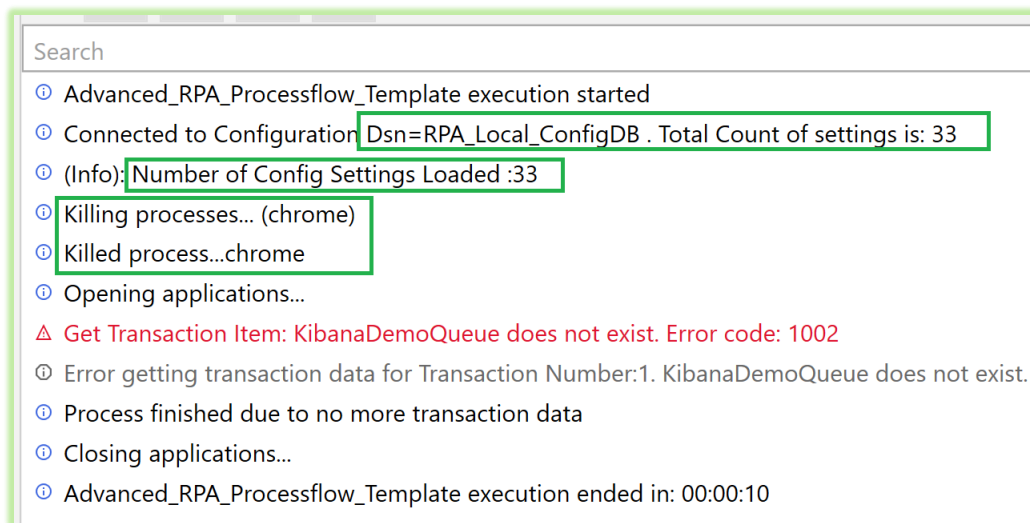 Search
Advanced_RPA_Processflow_Template execution started
Connected to Configuration Dsn=RPA_Local_ConfigDB . Total Count of settings is: 33
(Info): Number of Config Settings Loaded :33
Killing processes... (chrome)
Killed process...chrome
Opening applications...
Get Transaction Item: KibanaDemoQueue does not exist. Error code: 1002
Error getting transaction data for Transaction Number:1. KibanaDemoQueue does not exist.
Process finished due to no more transaction data
Closing applications...
Advanced_RPA_Processflow_Template execution ended in: 00:00:10